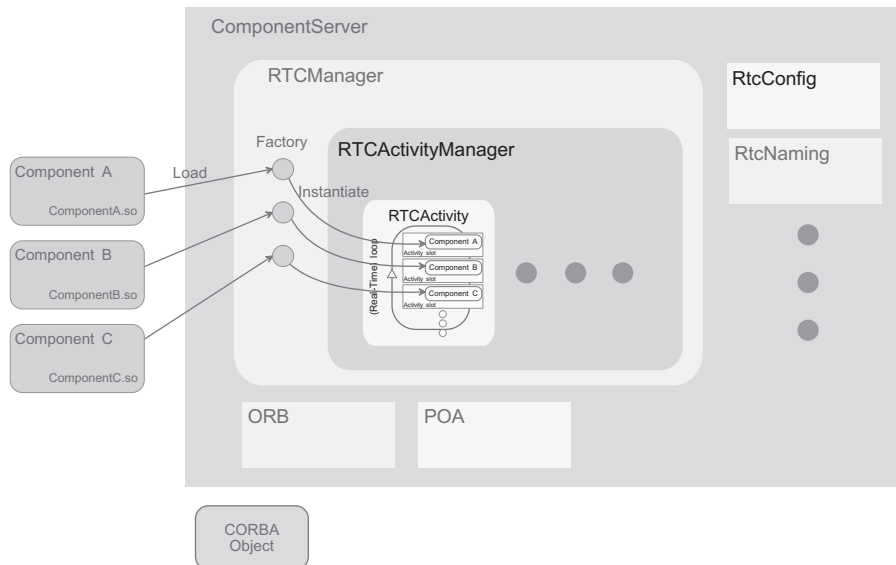 ComponentServer
RTCManager
RtcConfig
Factory
RTCActivityManager
RtcNaming
Component A
Load
ComponentA.so
Instantiate
RTCActivity
Component B
ComponentB.so
(Real-Time) loop
Component A
Activity slot
Component B
Activity slot
Component C
Activity slot
Component C
ComponentC.so
ORB
POA
CORBA
Object